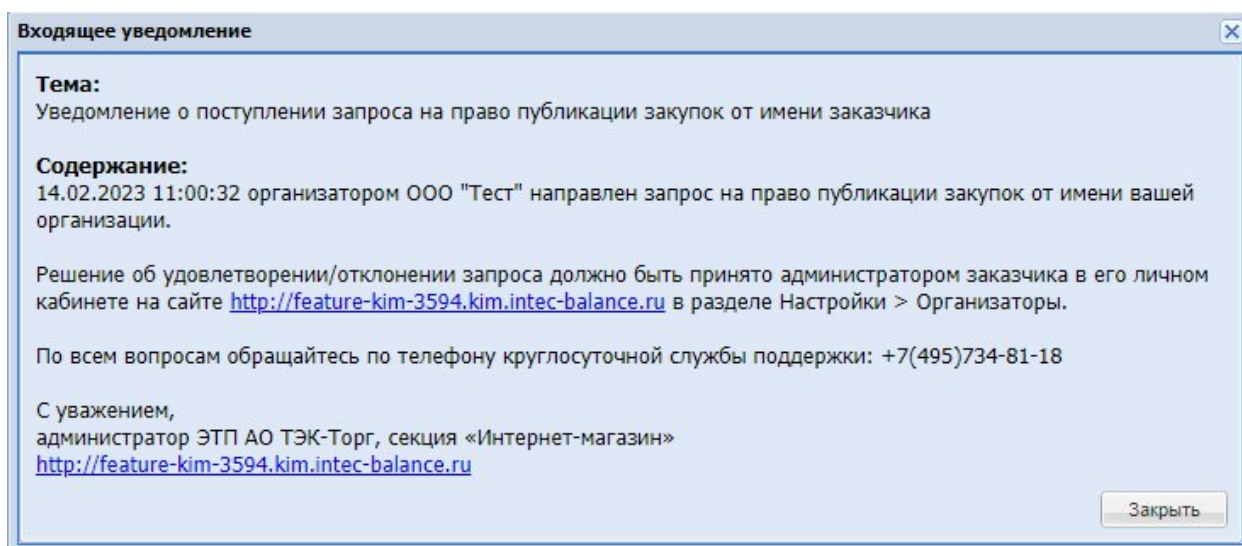 Входящее уведомление
Тема:
Уведомление о поступлении запроса на право публикации закупок от имени заказчика
Содержание:
14.02.2023 11:00:32 организатором ООО "Тест" направлен запрос на право публикации закупок от имени вашей
организации.
Решение об удовлетворении/отклонении запроса должно быть принято администратором заказчика в его личном
кабинете на сайте http://feature-kim-3594.kim.intec-balance.ru в разделе Настройки > Организаторы.
По всем вопросам обращайтесь по телефону круглосуточной службы поддержки: +7(495)734-81-18
С уважением,
администратор ЭТП АО ТЭК-Торг, секция «Интернет-магазин»
http://feature-kim-3594.kim.intec-balance.ru
Закрыть